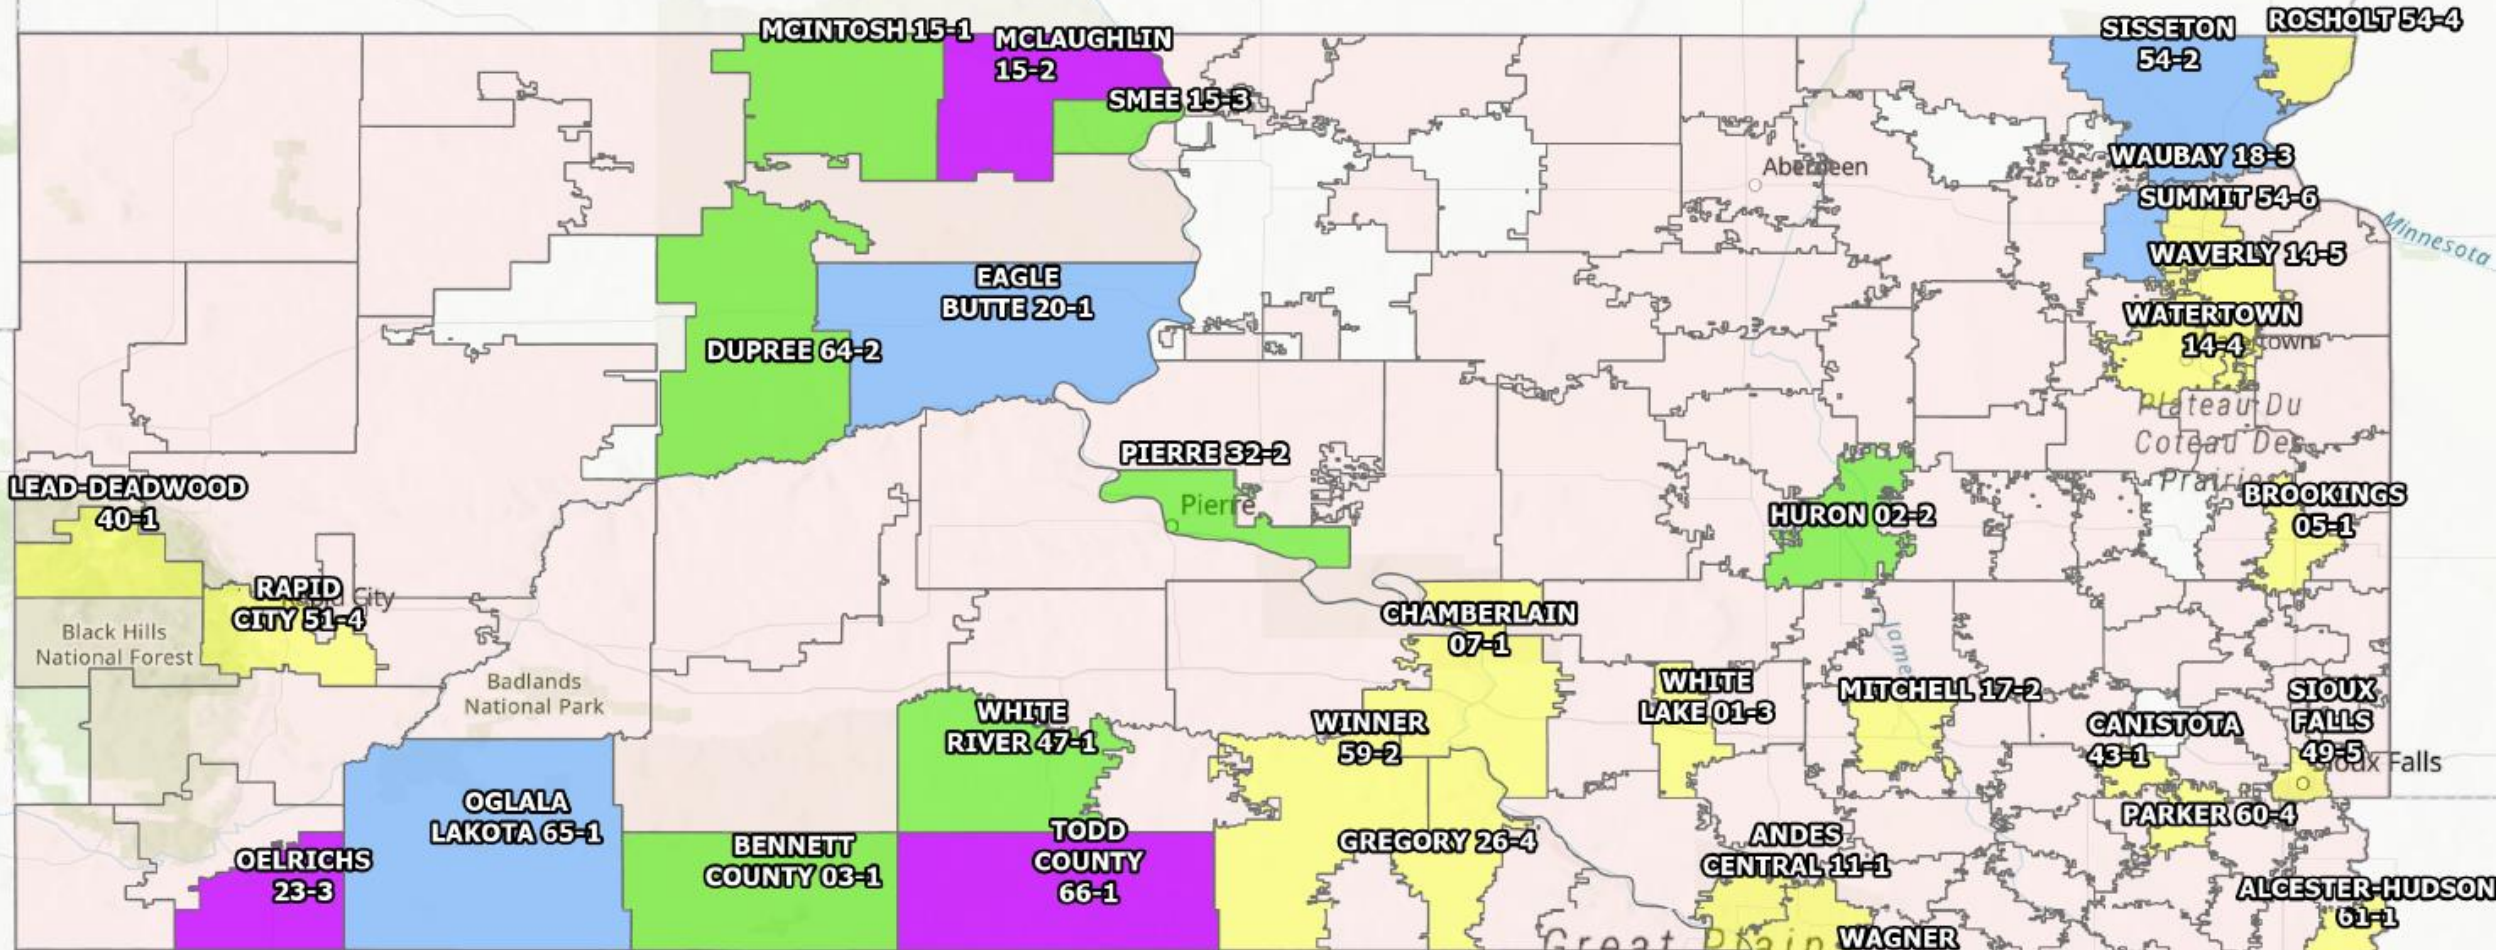 MCINTOSH 15-1
MCLAUGHLIN
15-2
SISSETON
54-2
ROSHOLT 54-4
SMEE 15-3
WAUBAY 18-3
Aberdeen
SUMMIT 54-6
Minnesota
WAVERLY 14-5
EAGLE
BUTTE 20-1
WATERTOWN
14-4
town
DUPREE 64-2
Plateau Du
Coteau Des
Prairies
PIERRE 32-2
Pierre
LEAD-DEADWOOD
40-1
HURON 02-2
BROOKINGS
05-1
RAPID
CITY 51-4
City
Black Hills
National Forest
CHAMBERLAIN
07-1
Jame
Badlands
National Park
WHITE
RIVER 47-1
WINNER
59-2
WHITE
LAKE 01-3
MITCHELL 17-2
CANISTOTA
43-1
SIOUX
FALLS
49-5
Sioux Falls
OGLALA
LAKOTA 65-1
OELRICHS
23-3
BENNETT
COUNTY 03-1
TODD
COUNTY
66-1
GREGORY 26-4
ANDES
CENTRAL 11-1
PARKER 60-4
ALCESTER-HUDSON
61-1
Great Plain
WAGNER